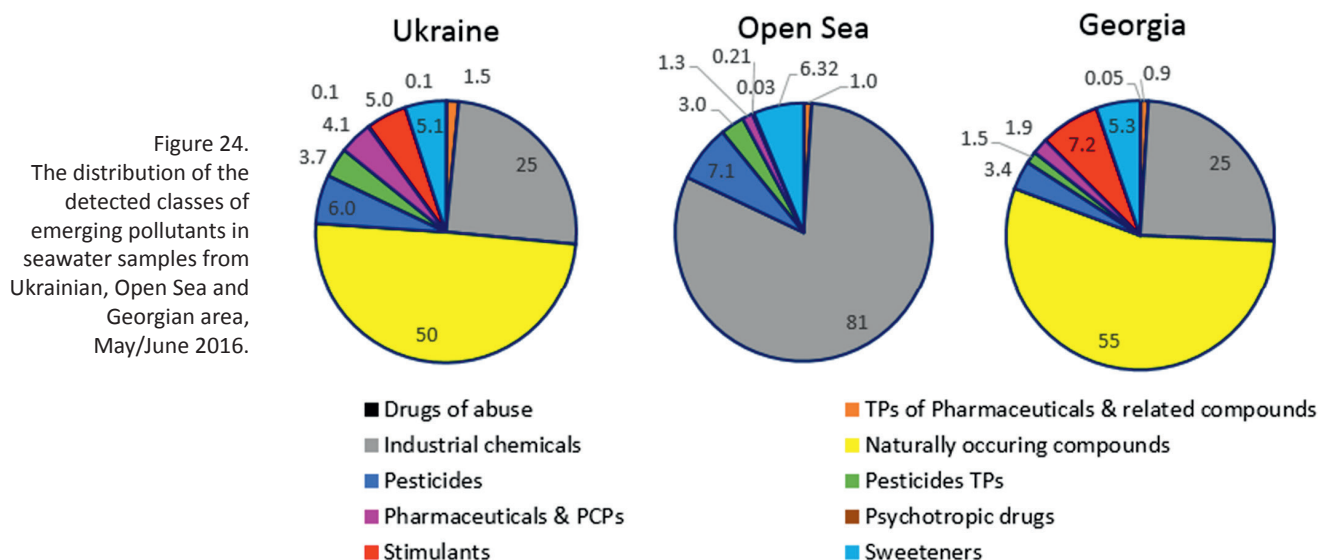 Figure 24.
The distribution of the
detected classes of
emerging pollutants in
seawater samples from
Ukrainian, Open Sea and
Georgian area,
May/June 2016.
Ukraine
0.1
1.5
0.1
5.0
5.1
4.1
25
3.7
6.0
50
Open Sea
0.21
6.32
1.3
0.03
1.0
3.0
7.1
81
Georgia
0.05
0.9
1.9
1.5
7.2
5.3
25
3.4
55
Drugs of abuse
TPs of Pharmaceuticals & related compounds
Industrial chemicals
Naturally occuring compounds
Pesticides
Pesticides TPs
Pharmaceuticals & PCPs
Psychotropic drugs
Stimulants
Sweeteners